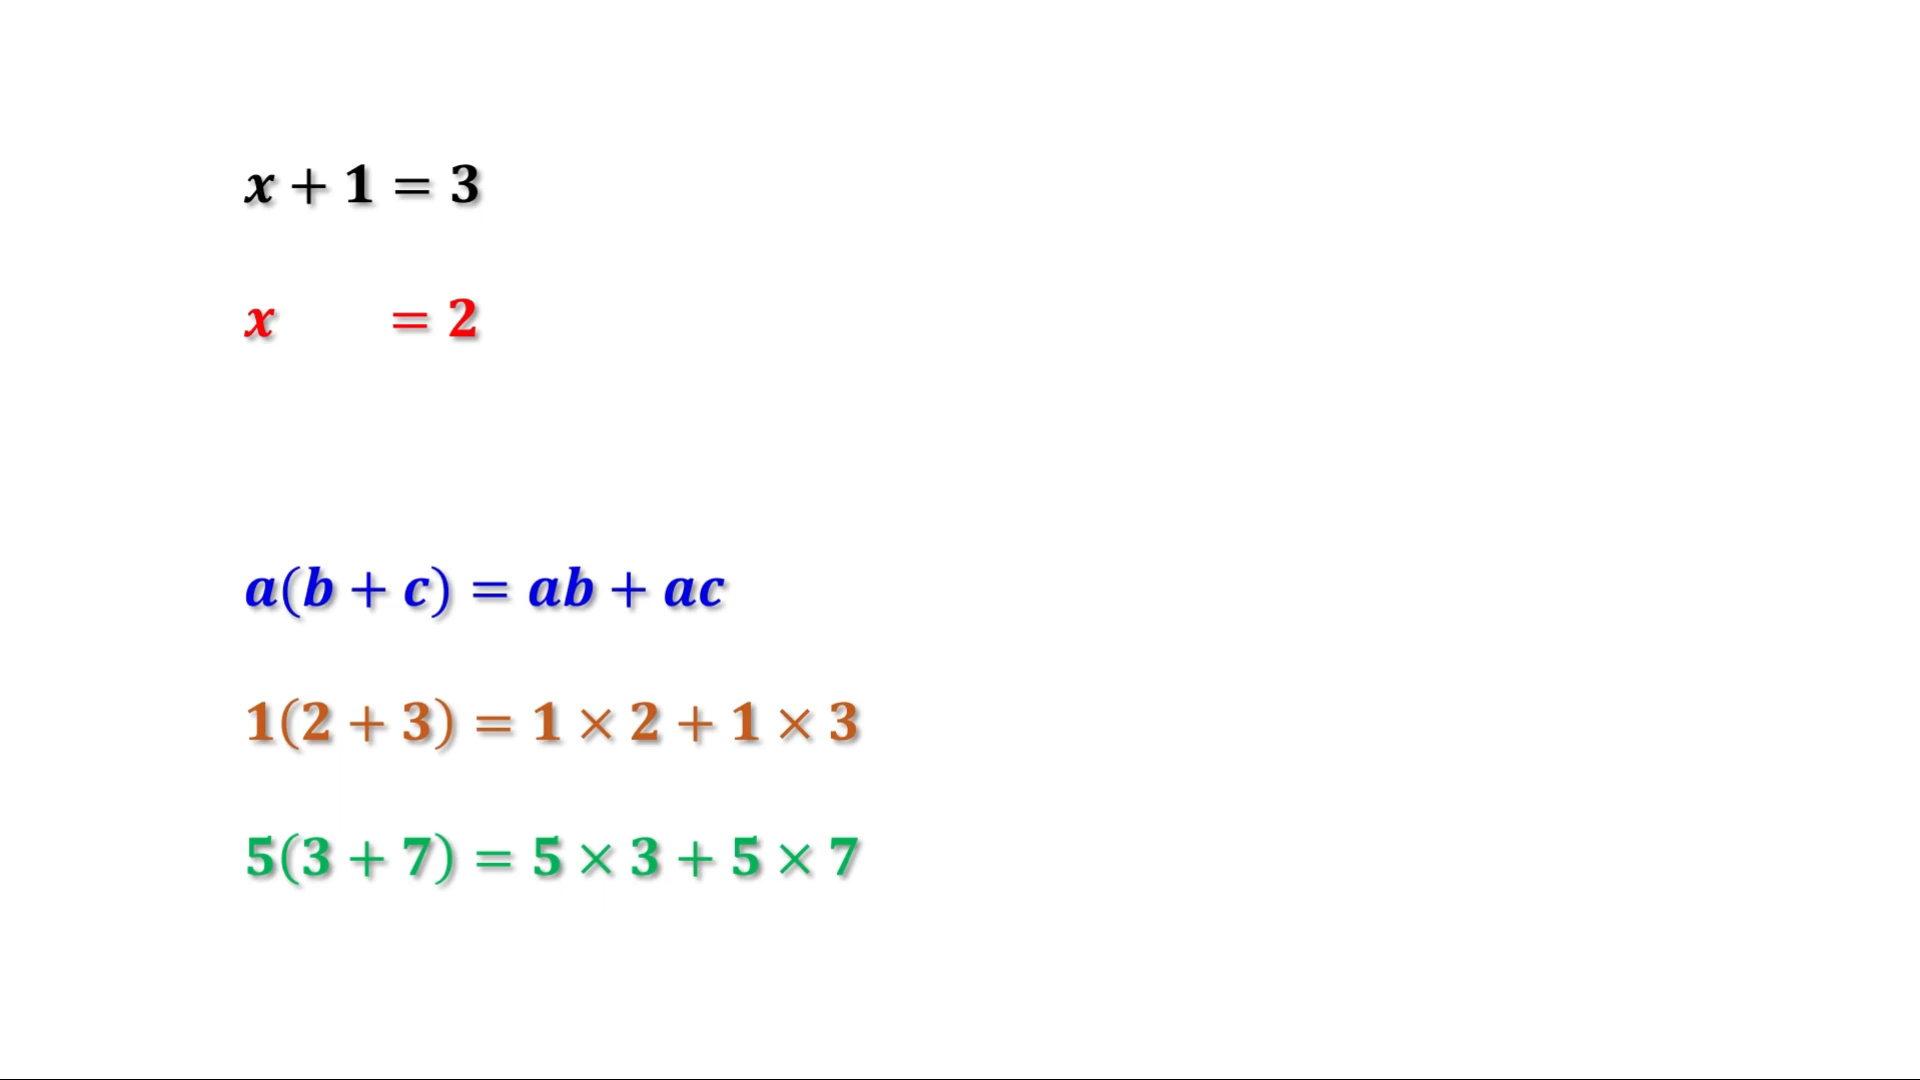 x + 1 = 3
x = 2
a(b + c) = ab + ac
1(2 + 3) = 1 × 2 + 1 × 3
5(3 + 7) = 5 × 3 + 5 × 7